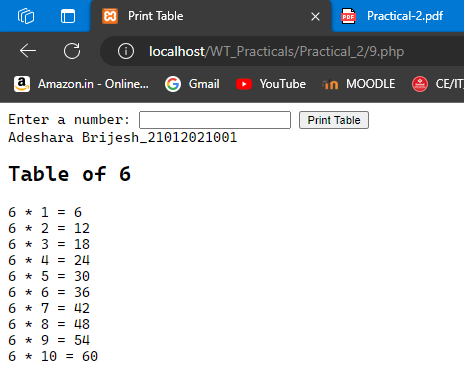 Print Table
Practical-2.pdf
localhost/WT_Practicals/Practical_2/9.php
Amazon.in - Online... Gmail YouTube MOODLE CE/IT
Enter a number: Print Table
Adeshara Brijesh_21012021001
Table of 6
6 * 1 = 6
6 * 2 = 12
6 * 3 = 18
6 * 4 = 24
6 * 5 = 30
6 * 6 = 36
6 * 7 = 42
6 * 8 = 48
6 * 9 = 54
6 * 10 = 60